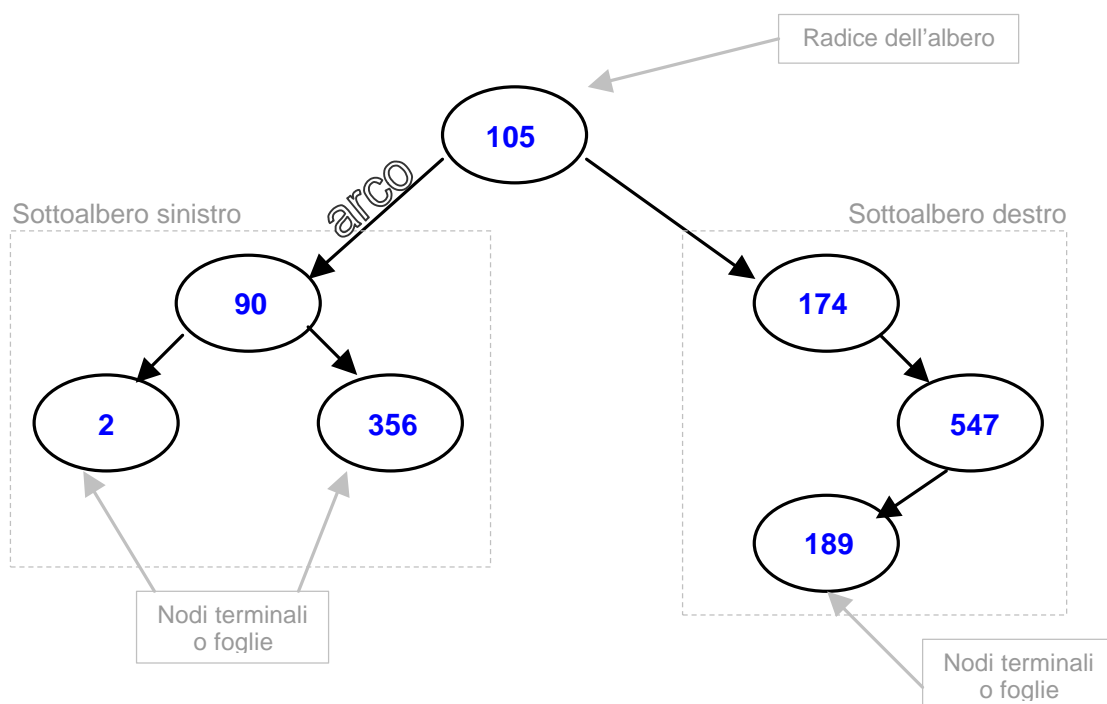 Radice dell'albero
105
arco
Sottoalbero sinistro
Sottoalbero destro
90
174
2
356
547
189
Nodi terminali
o foglie
Nodi terminali
o foglie